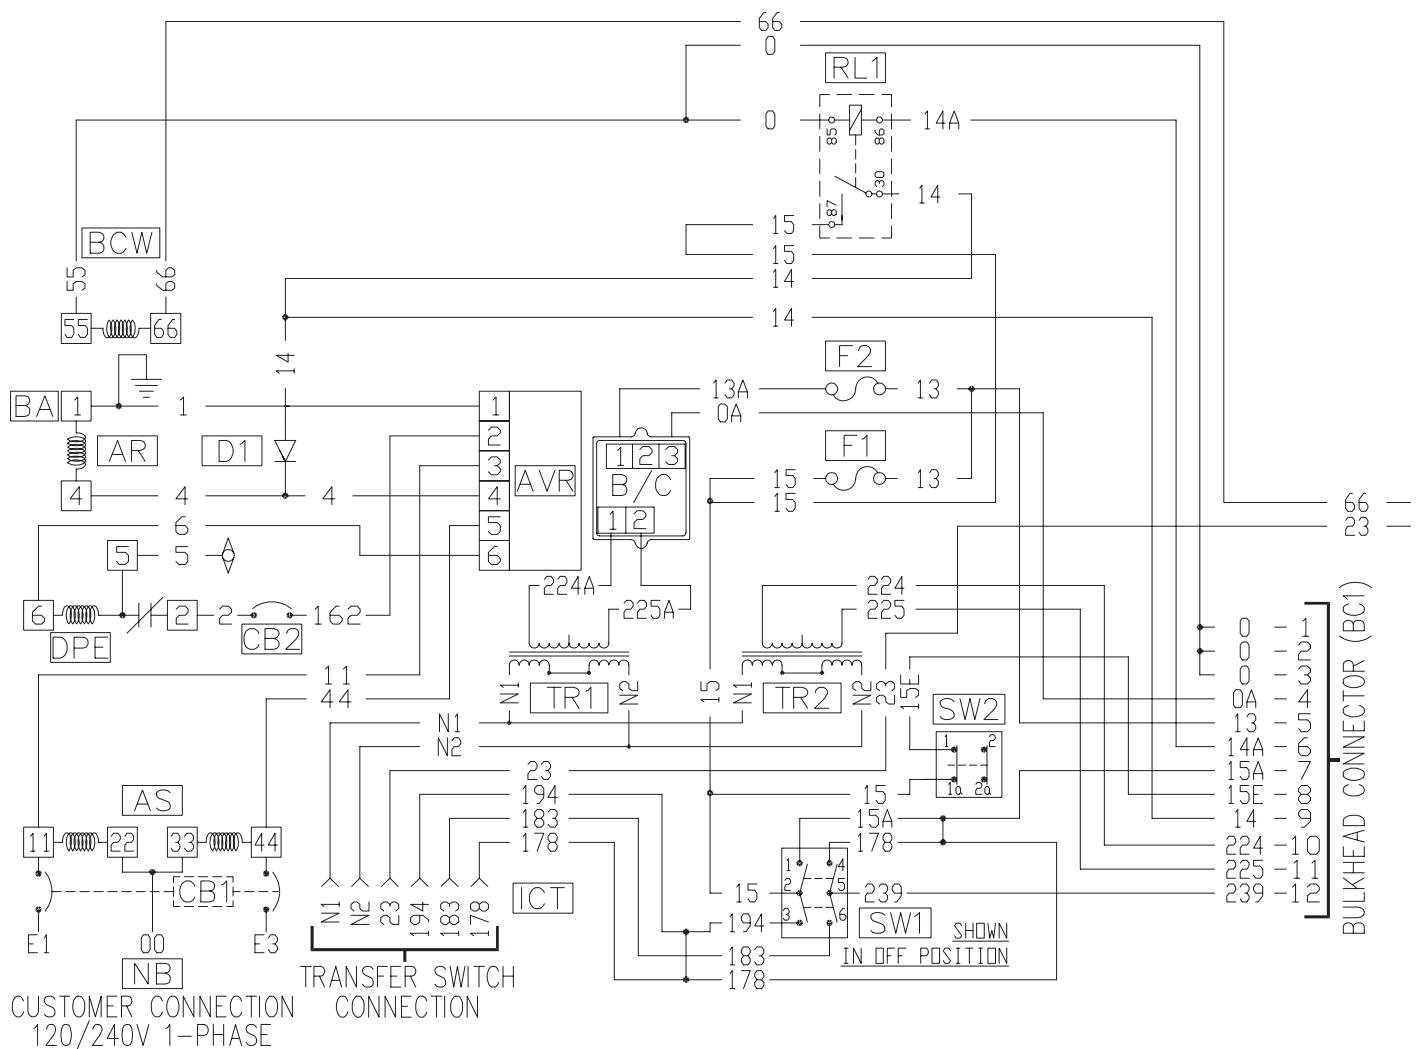 66
0
RL1
0
85
86
14A
30
14
87
15
15
14
14
BCW
55
66
55
66
14
F2
13A
13
0A
BA
1
1
AR
D1
F1
1
2
3
4
5
6
AVR
1 2 3
B/C
1 2
15
13
15
4
4
4
6
5
5
66
23
224A
225A
224
225
6
2
2
162
DPE
CB2
11
44
N1
TR1
N2
15
N1
TR2
N2
23
15E
SW2
1
2
1a
2a
N1
N2
23
194
183
178
15
15A
178
0 - 1
0 - 2
0 - 3
0A - 4
13 - 5
14A - 6
15A - 7
15E - 8
14 - 9
224 - 10
225 - 11
239 - 12
BULKHEAD CONNECTOR (BC1)
AS
11
22
33
44
CB1
E1
00
E3
NB
CUSTOMER CONNECTION
120/240V 1-PHASE
N1
N2
23
194
183
178
ICT
TRANSFER SWITCH
CONNECTION
1
4
15
2
5
239
194
3
6
SW1
SHOWN
IN OFF POSITION
183
178